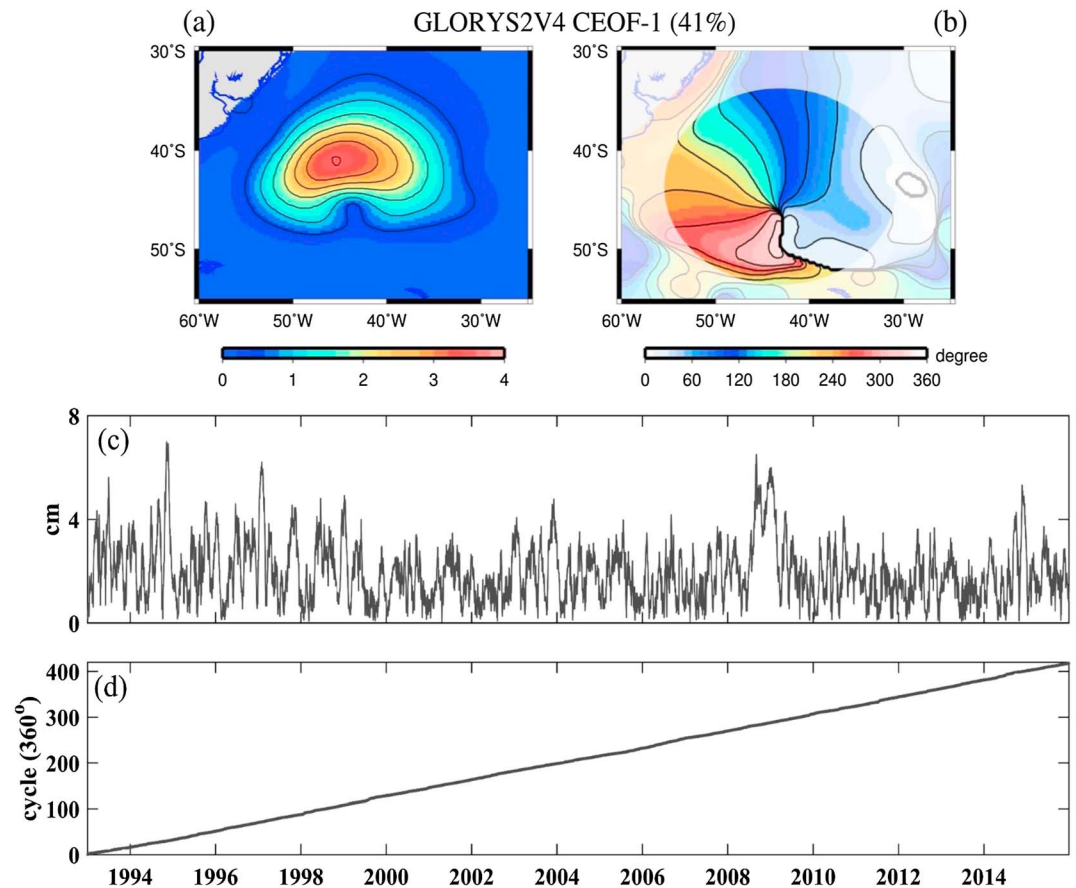 (a) GLORYS2V4 CEOF-1 (41%) (b)
30°S 30°S
40°S 40°S
50°S 50°S
60°W 50°W 40°W 30°W 60°W 50°W 40°W 30°W
degree
0 1 2 3 4 0 60 120 180 240 300 360
8
(c)
cm
4
0
400
(d)
300
cycle (360°)
200
100
0
1994 1996 1998 2000 2002 2004 2006 2008 2010 2012 2014